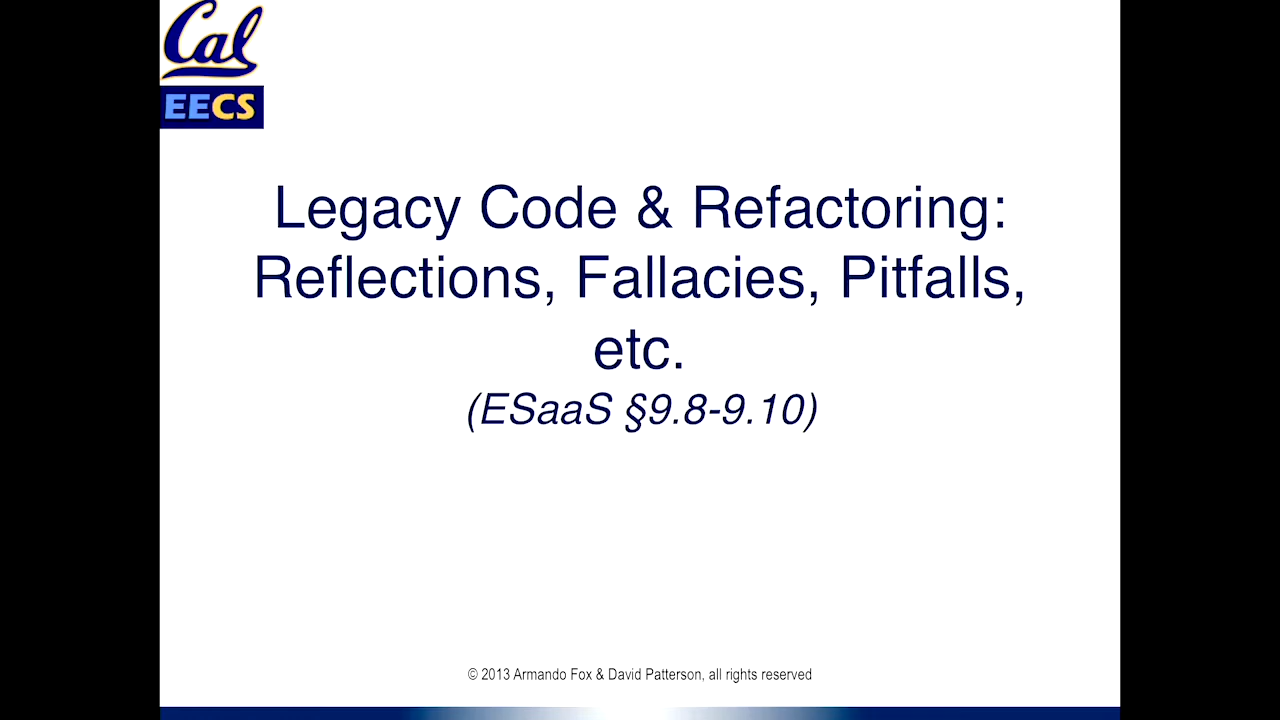 Cal
EECS
Legacy Code & Refactoring:
Reflections, Fallacies, Pitfalls,
etc.
(ESaaS §9.8-9.10)
© 2013 Armando Fox & David Patterson, all rights reserved